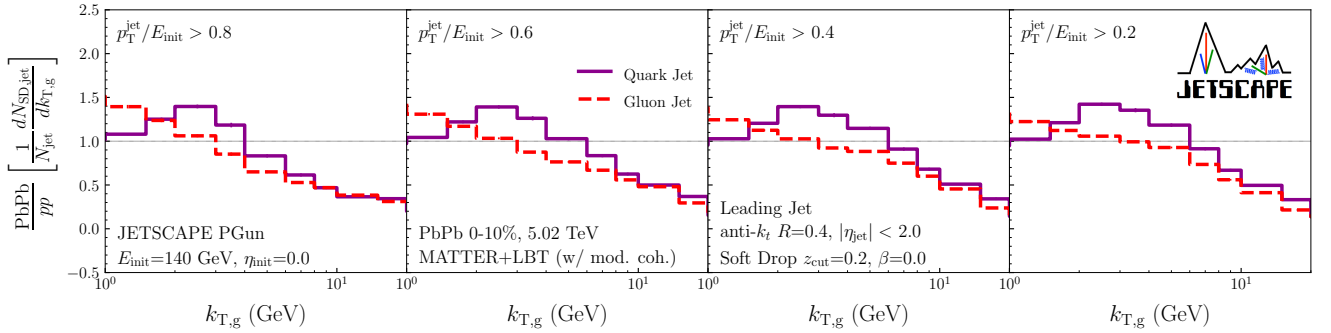 p_T^jet/E_init > 0.8
p_T^jet/E_init > 0.6
p_T^jet/E_init > 0.4
p_T^jet/E_init > 0.2
Quark Jet
Gluon Jet
JETSCAPE
PbPb/pp [1/N_jet dN_SD,jet/dk_T,g]
2.5
2.0
1.5
1.0
0.5
0.0
−0.5
JETSCAPE PGun
E_init=140 GeV, η_init=0.0
PbPb 0-10%, 5.02 TeV
MATTER+LBT (w/ mod. coh.)
Leading Jet
anti-k_t R=0.4, |η_jet| < 2.0
Soft Drop z_cut=0.2, β=0.0
10^0 10^1 10^0 10^1 10^0 10^1 10^0 10^1
k_T,g (GeV) k_T,g (GeV) k_T,g (GeV) k_T,g (GeV)